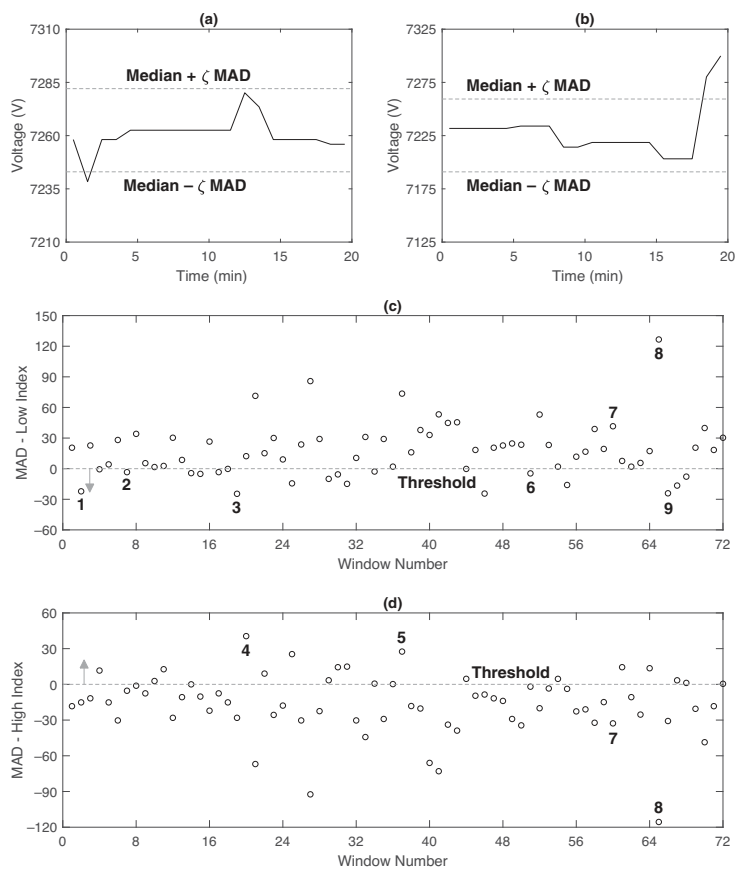 (a)
7310
7285
7260
7235
7210
Voltage (V)
Median + ζ MAD
Median – ζ MAD
0 5 10 15 20
Time (min)
(b)
7325
7275
7225
7175
7125
Voltage (V)
Median + ζ MAD
Median – ζ MAD
0 5 10 15 20
Time (min)
(c)
150
120
90
60
30
0
−30
−60
MAD - Low Index
1
2
3
Threshold
6
7
8
9
0 8 16 24 32 40 48 56 64 72
Window Number
(d)
60
30
0
−30
−60
−90
−120
MAD - High Index
4
5
Threshold
7
8
0 8 16 24 32 40 48 56 64 72
Window Number